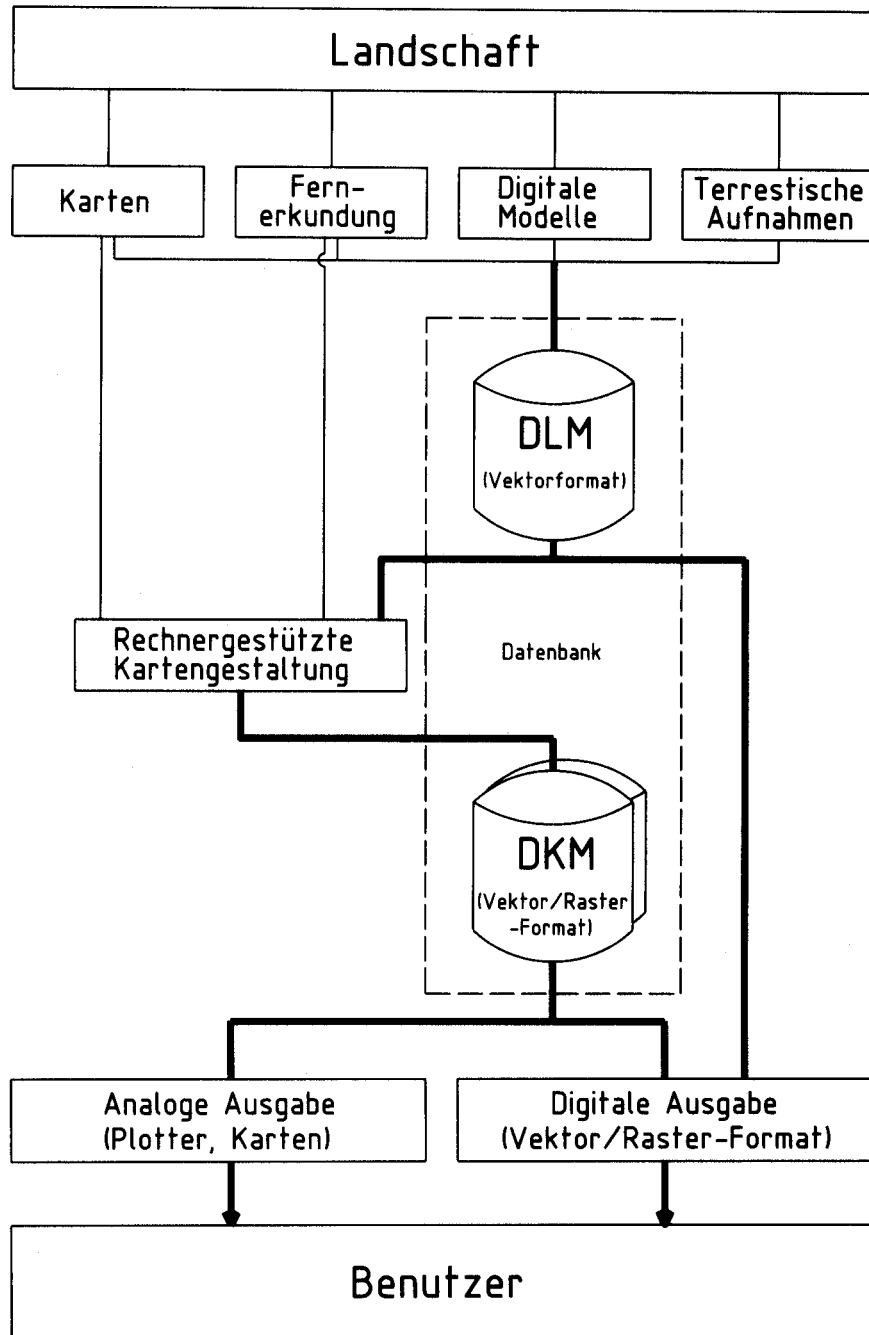 Landschaft
Karten
Fern-
erkundung
Digitale
Modelle
Terrestische
Aufnahmen
DLM
(Vektorformat)
Rechnergestützte
Kartengestaltung
Datenbank
DKM
(Vektor/Raster
-Format)
Analoge Ausgabe
(Plotter, Karten)
Digitale Ausgabe
(Vektor/Raster-Format)
Benutzer